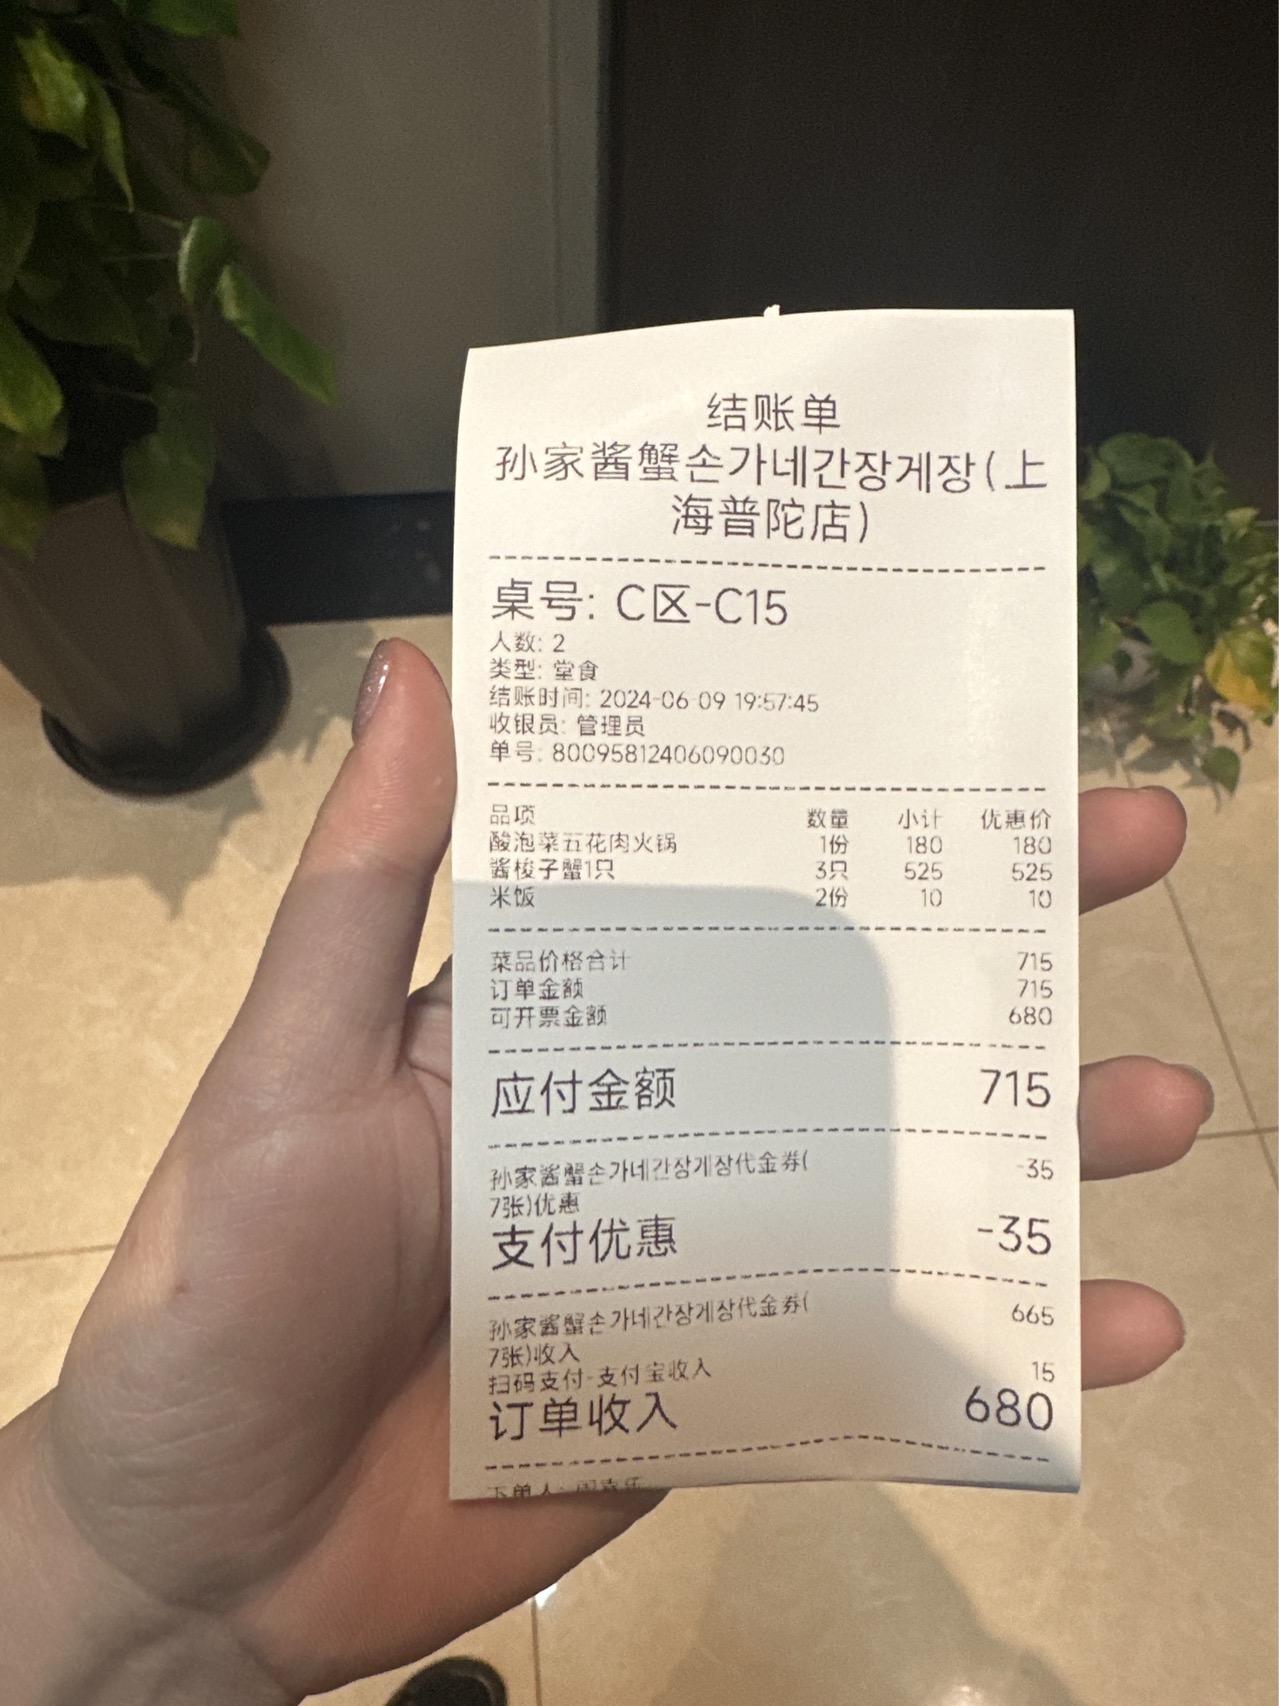 结账单
孙家酱蟹손가네간장게장(上
海普陀店)
桌号: C区-C15
人数: 2
类型: 堂食
结账时间: 2024-06-09 19:57:45
收银员: 管理员
单号: 80095812406090030
品项 数量 小计 优惠价
酸泡菜五花肉火锅 1份 180 180
酱梭子蟹1只 3只 525 525
米饭 2份 10 10
菜品价格合计 715
订单金额 715
可开票金额 680
应付金额 715
孙家酱蟹손가네간장게장代金券( -35
7张)优惠
支付优惠 -35
孙家酱蟹손가네간장게장代金券( 665
7张)收入
扫码支付-支付宝收入 15
订单收入 680
下单人: